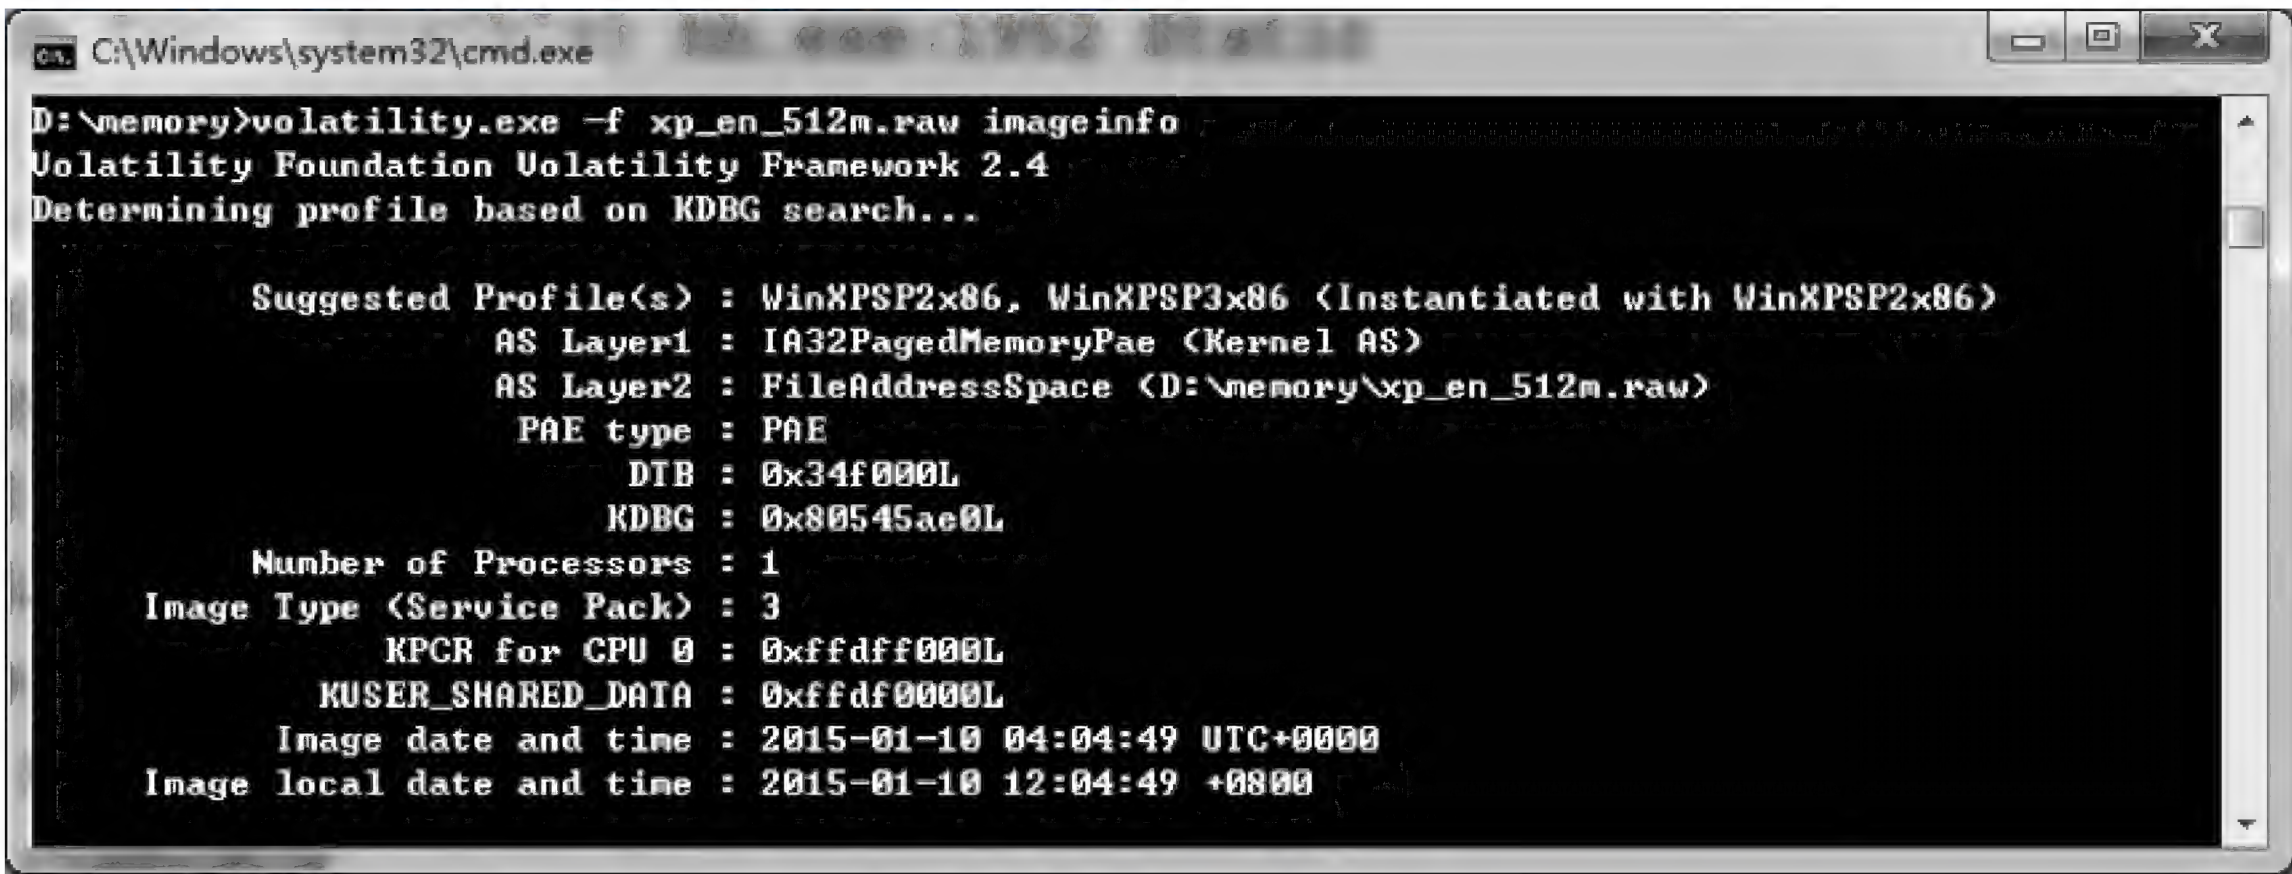 C:\Windows\system32\cmd.exe
D:\memory>volatility.exe -f xp_en_512m.raw imageinfo
Volatility Foundation Volatility Framework 2.4
Determining profile based on KDBG search...
Suggested Profile(s) : WinXPSP2x86, WinXPSP3x86 (Instantiated with WinXPSP2x86)
AS Layer1 : IA32PagedMemoryPae (Kernel AS)
AS Layer2 : FileAddressSpace (D:\memory\xp_en_512m.raw)
PAE type : PAE
DTB : 0x34f000L
KDBG : 0x80545ae0L
Number of Processors : 1
Image Type (Service Pack) : 3
KPCR for CPU 0 : 0xffdff000L
KUSER_SHARED_DATA : 0xffdf0000L
Image date and time : 2015-01-10 04:04:49 UTC+0000
Image local date and time : 2015-01-10 12:04:49 +0800